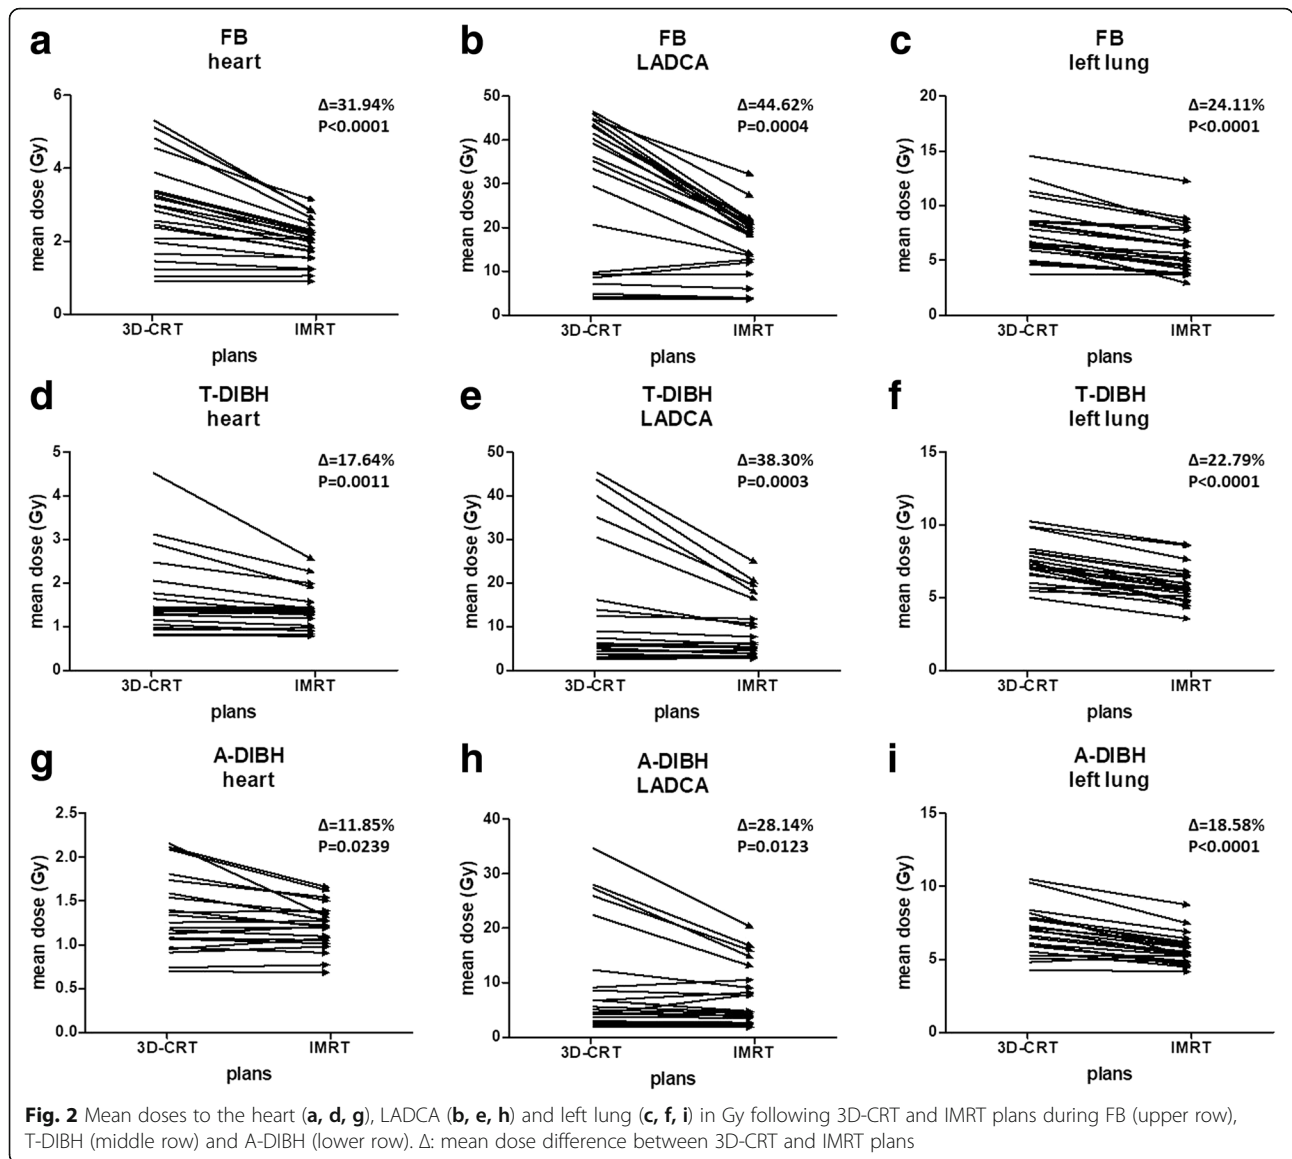 a
FB
heart
Δ=31.94%
P<0.0001
6
4
2
0
mean dose (Gy)
3D-CRT
IMRT
plans
b
FB
LADCA
Δ=44.62%
P=0.0004
50
40
30
20
10
0
mean dose (Gy)
3D-CRT
IMRT
plans
c
FB
left lung
Δ=24.11%
P<0.0001
20
15
10
5
0
mean dose (Gy)
3D-CRT
IMRT
plans
d
T-DIBH
heart
Δ=17.64%
P=0.0011
5
4
3
2
1
0
mean dose (Gy)
3D-CRT
IMRT
plans
e
T-DIBH
LADCA
Δ=38.30%
P=0.0003
50
40
30
20
10
0
mean dose (Gy)
3D-CRT
IMRT
plans
f
T-DIBH
left lung
Δ=22.79%
P<0.0001
15
10
5
0
mean dose (Gy)
3D-CRT
IMRT
plans
g
A-DIBH
heart
Δ=11.85%
P=0.0239
2.5
2.0
1.5
1.0
0.5
0.0
mean dose (Gy)
3D-CRT
IMRT
plans
h
A-DIBH
LADCA
Δ=28.14%
P=0.0123
40
30
20
10
0
mean dose (Gy)
3D-CRT
IMRT
plans
i
A-DIBH
left lung
Δ=18.58%
P<0.0001
15
10
5
0
mean dose (Gy)
3D-CRT
IMRT
plans
Fig. 2 Mean doses to the heart (a, d, g), LADCA (b, e, h) and left lung (c, f, i) in Gy following 3D-CRT and IMRT plans during FB (upper row),
T-DIBH (middle row) and A-DIBH (lower row). Δ: mean dose difference between 3D-CRT and IMRT plans